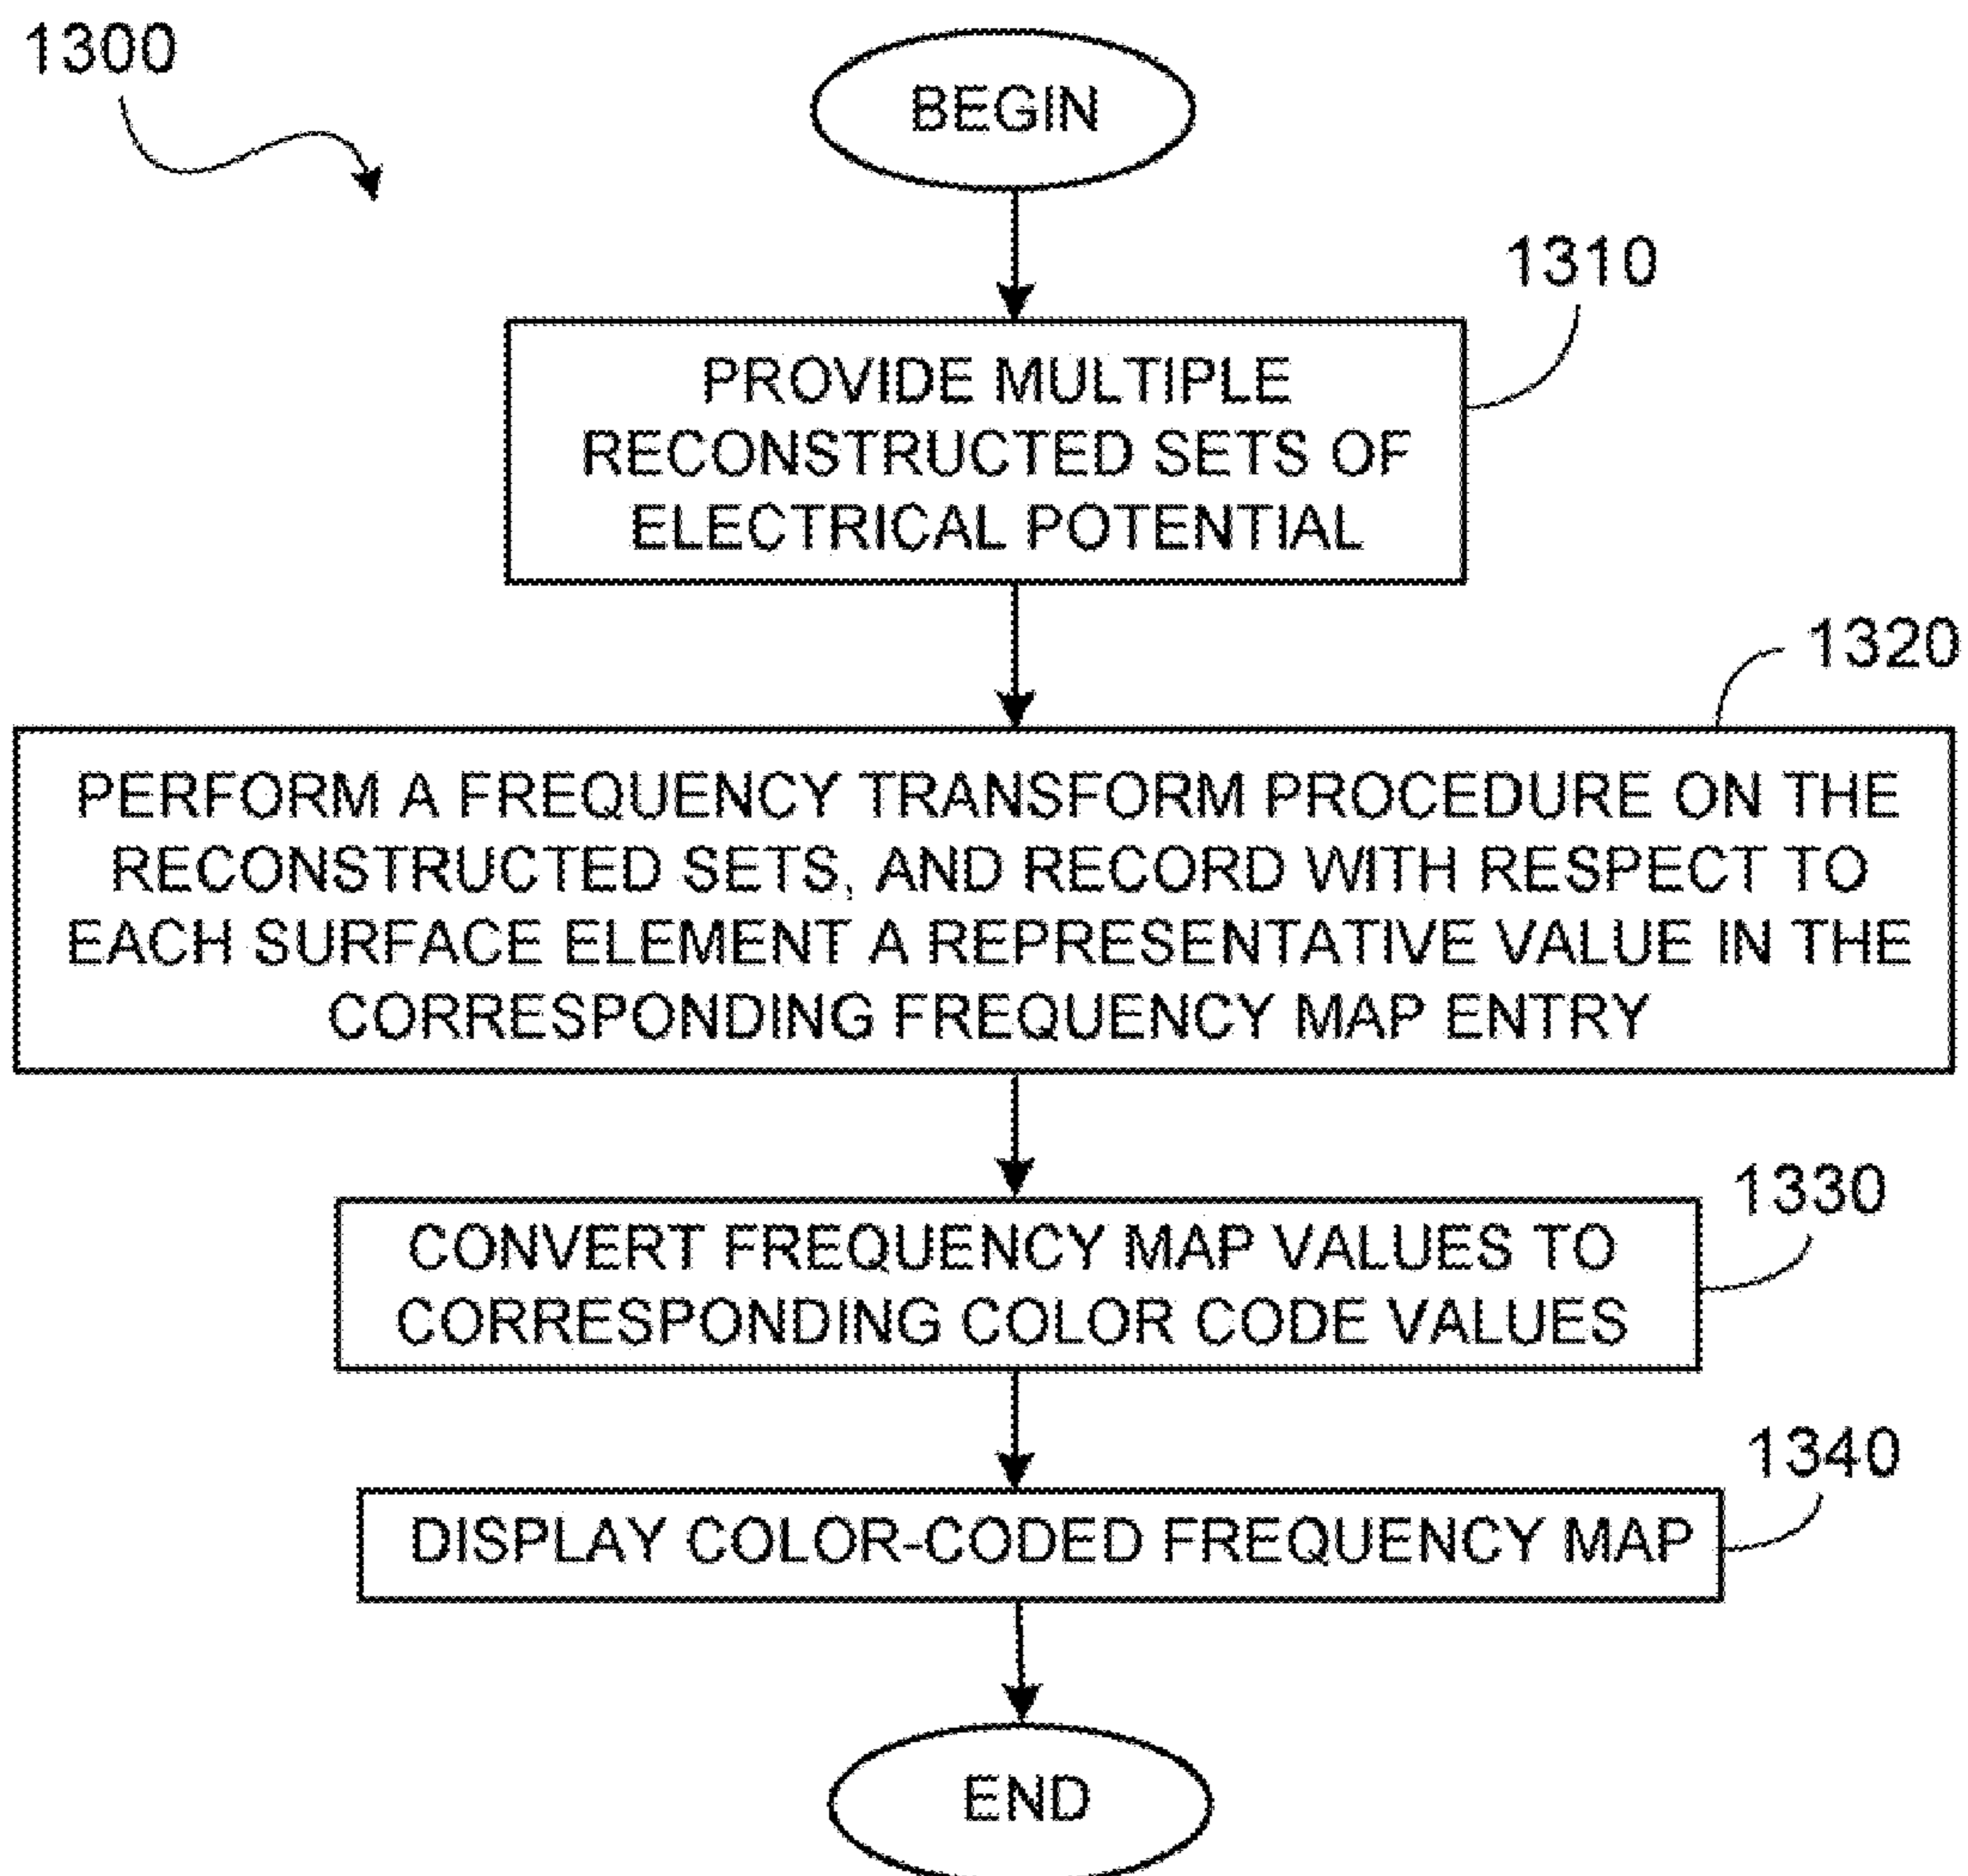 1300
BEGIN
1310
PROVIDE MULTIPLE
RECONSTRUCTED SETS OF
ELECTRICAL POTENTIAL
1320
PERFORM A FREQUENCY TRANSFORM PROCEDURE ON THE
RECONSTRUCTED SETS, AND RECORD WITH RESPECT TO
EACH SURFACE ELEMENT A REPRESENTATIVE VALUE IN THE
CORRESPONDING FREQUENCY MAP ENTRY
1330
CONVERT FREQUENCY MAP VALUES TO
CORRESPONDING COLOR CODE VALUES
1340
DISPLAY COLOR-CODED FREQUENCY MAP
END